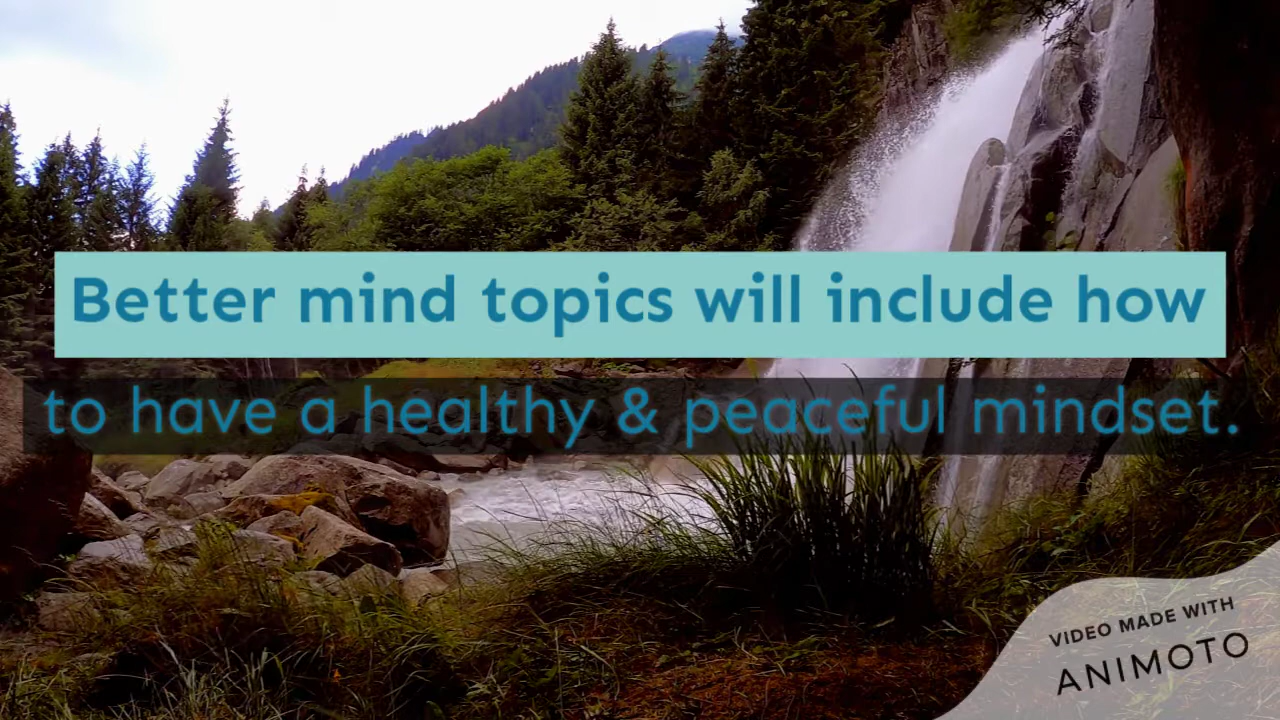 Better mind topics will include how
to have a healthy & peaceful mindset.
VIDEO MADE WITH
ANIMOTO